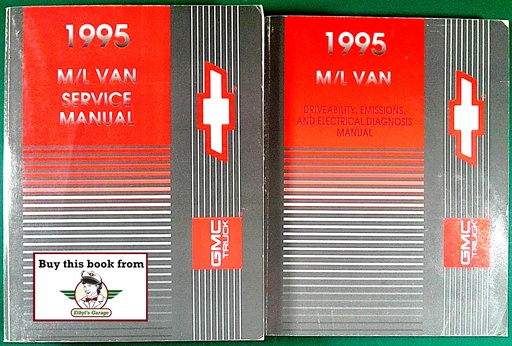 1995
M/L VAN
SERVICE
MANUAL
GMC
TRUCK
Buy this book from
Ethyl's Garage
1995
M/L VAN
DRIVEABILITY, EMISSIONS,
AND ELECTRICAL DIAGNOSIS
MANUAL
GMC
TRUCK